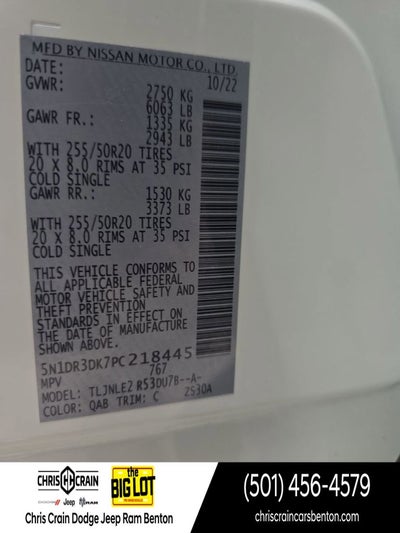 MFD BY NISSAN MOTOR CO., LTD
DATE: 10/22
GVWR: 2750 KG
6063 LB
GAWR FR.: 1335 KG
2943 LB
WITH 255/50R20 TIRES
20 X 8.0 RIMS AT 35 PSI
COLD SINGLE
GAWR RR.: 1530 KG
3373 LB
WITH 255/50R20 TIRES
20 X 8.0 RIMS AT 35 PSI
COLD SINGLE
THIS VEHICLE CONFORMS TO
ALL APPLICABLE FEDERAL
MOTOR VEHICLE SAFETY AND
THEFT PREVENTION
STANDARDS IN EFFECT ON
THE DATE OF MANUFACTURE
SHOWN ABOVE.
5N1DR3DK7PC218445
MPV 767
MODEL: TLJNLE2 R53DU7B--A-
COLOR: QAB TRIM: C 2S30A
CHRIS CRAIN
Jeep RAM
the
BIG LOT
Chris Crain Dodge Jeep Ram Benton
(501) 456-4579
chriscraincarsbenton.com